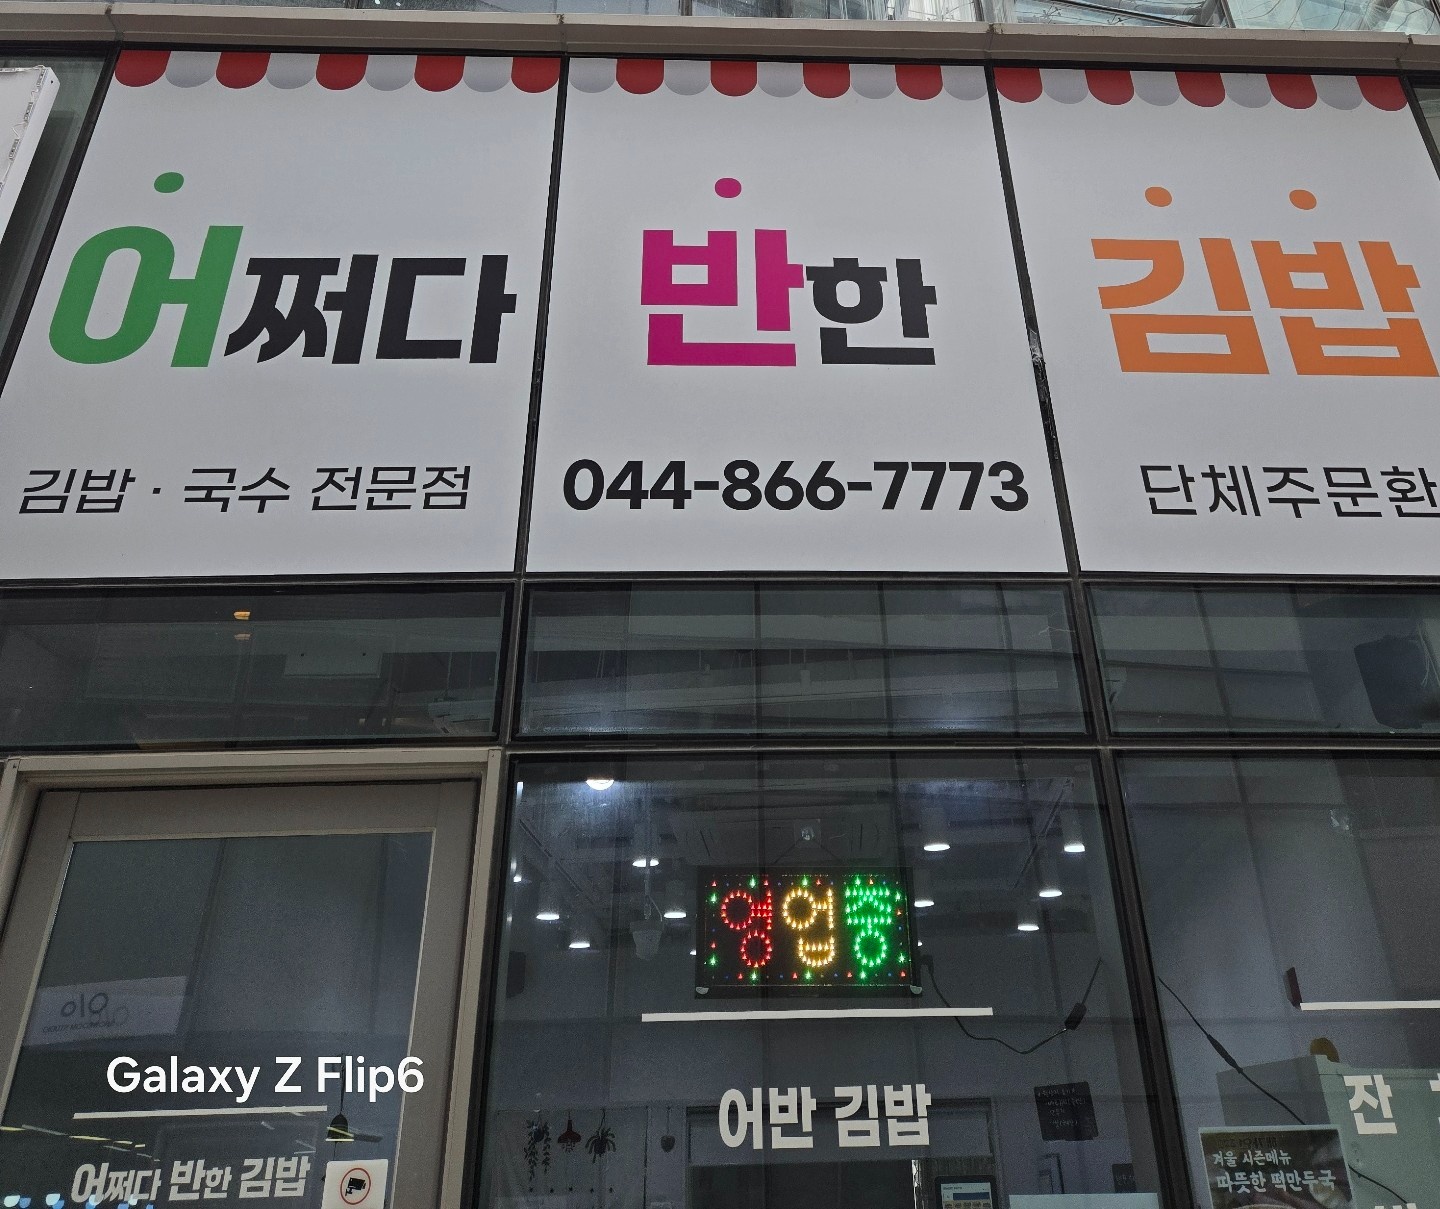 어쩌다 반한 김밥
김밥 · 국수 전문점
044-866-7773
단체주문환
영업중
Galaxy Z Flip6
어쩌다 반한 김밥
어반 김밥
잔
겨울 시즌메뉴
따뜻한 떡만두국